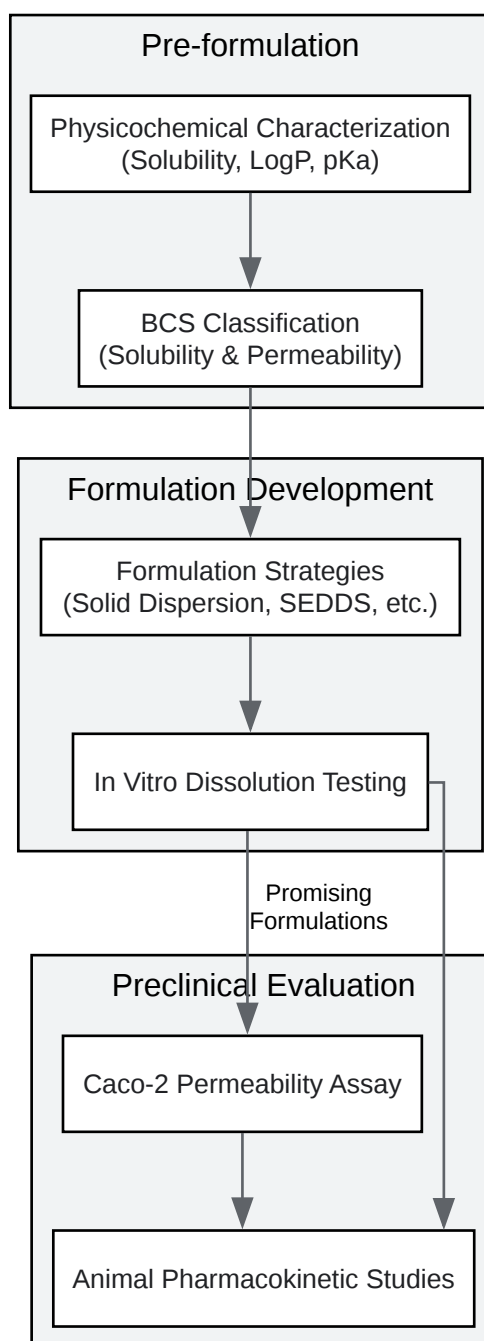 Pre-formulation
Physicochemical Characterization
(Solubility, LogP, pKa)
BCS Classification
(Solubility & Permeability)
Formulation Development
Formulation Strategies
(Solid Dispersion, SEDDS, etc.)
In Vitro Dissolution Testing
Promising
Formulations
Preclinical Evaluation
Caco-2 Permeability Assay
Animal Pharmacokinetic Studies